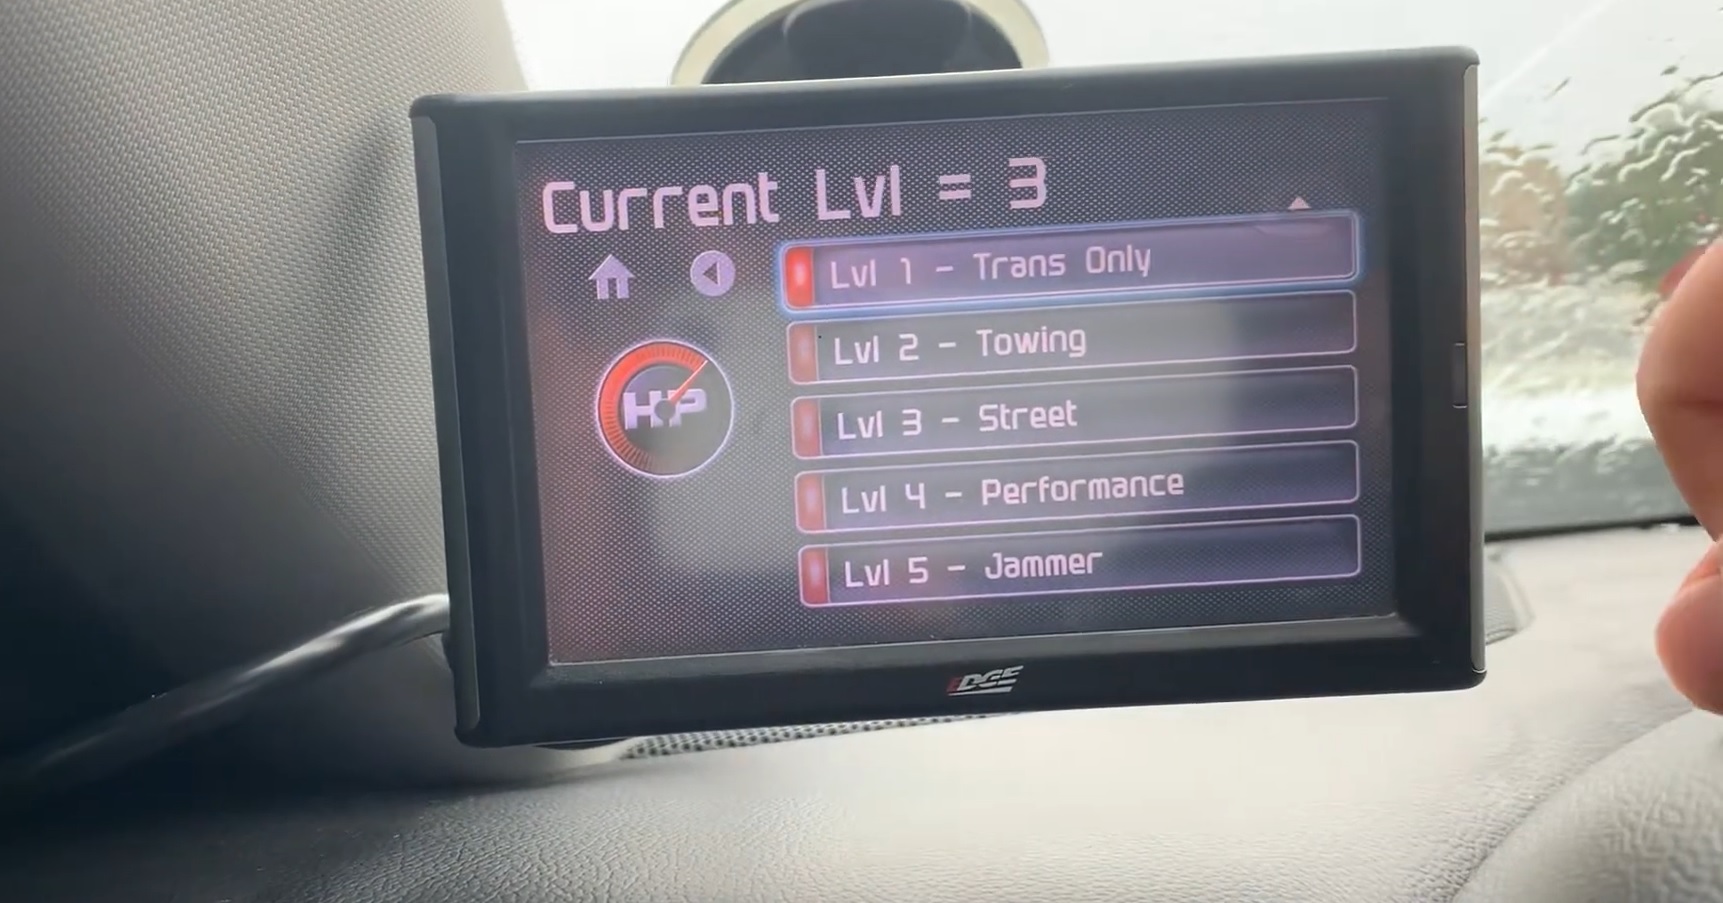 Current Lvl = 3
Lvl 1 - Trans Only
Lvl 2 - Towing
HP
Lvl 3 - Street
Lvl 4 - Performance
Lvl 5 - Jammer
EDGE